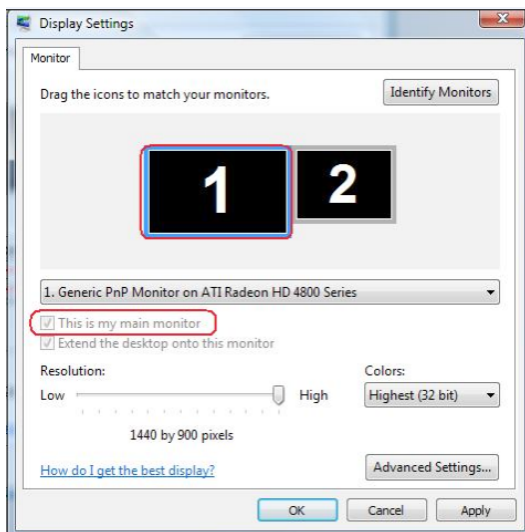 Display Settings
Monitor
Drag the icons to match your monitors.
Identify Monitors
1
2
1. Generic PnP Monitor on ATI Radeon HD 4800 Series
This is my main monitor
Extend the desktop onto this monitor
Resolution:
Colors:
Low
High
Highest (32 bit)
1440 by 900 pixels
How do I get the best display?
Advanced Settings...
OK
Cancel
Apply